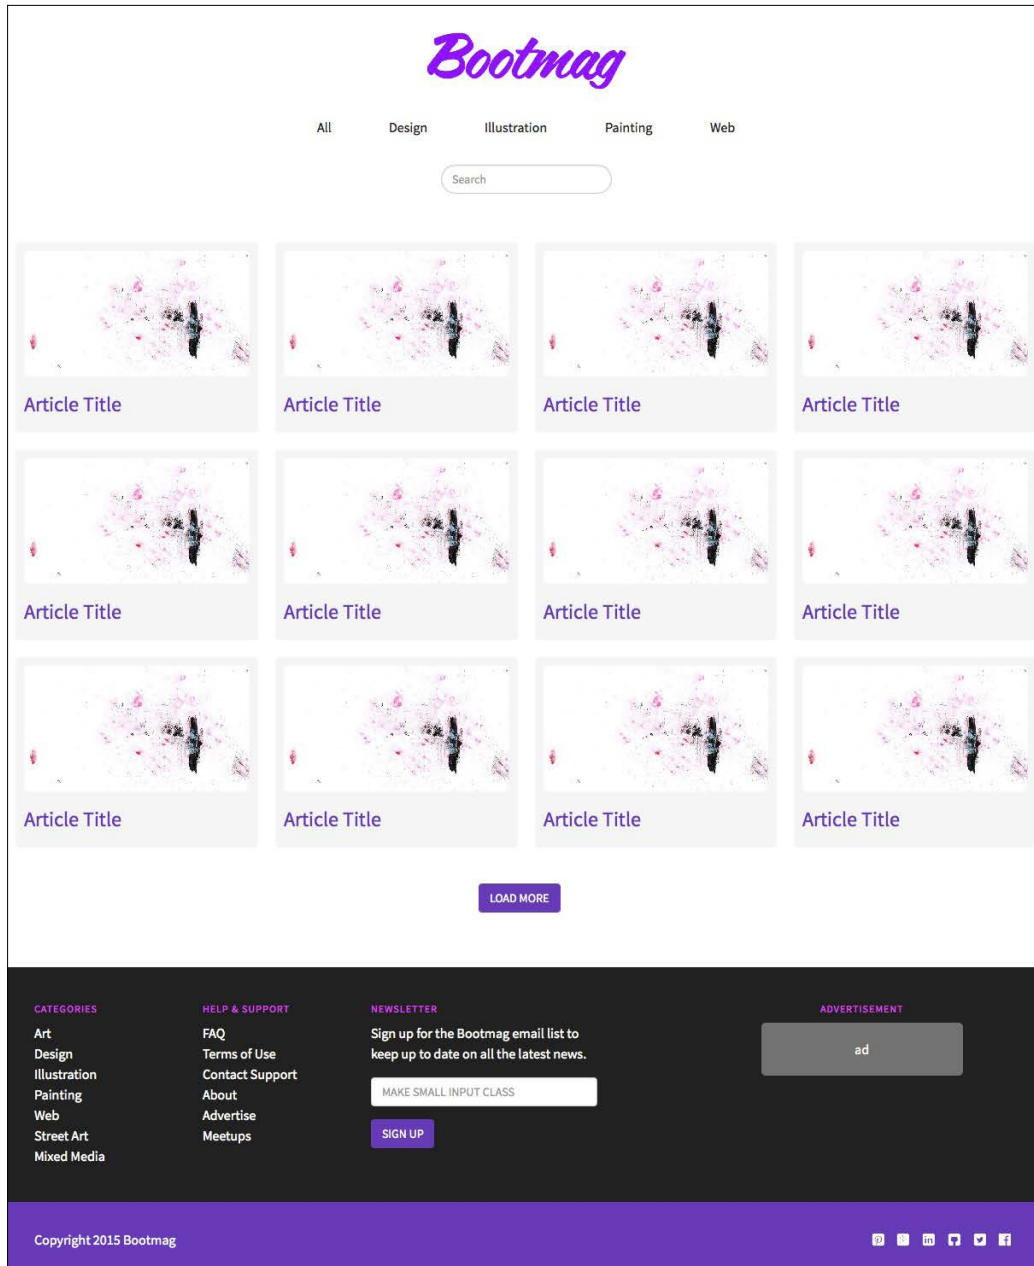 Bootmag
All Design Illustration Painting Web
Search
Article Title Article Title Article Title Article Title
Article Title Article Title Article Title Article Title
Article Title Article Title Article Title Article Title
LOAD MORE
CATEGORIES
Art
Design
Illustration
Painting
Web
Street Art
Mixed Media
HELP & SUPPORT
FAQ
Terms of Use
Contact Support
About
Advertise
Meetups
NEWSLETTER
Sign up for the Bootmag email list to
keep up to date on all the latest news.
MAKE SMALL INPUT CLASS
SIGN UP
ADVERTISEMENT
ad
Copyright 2015 Bootmag